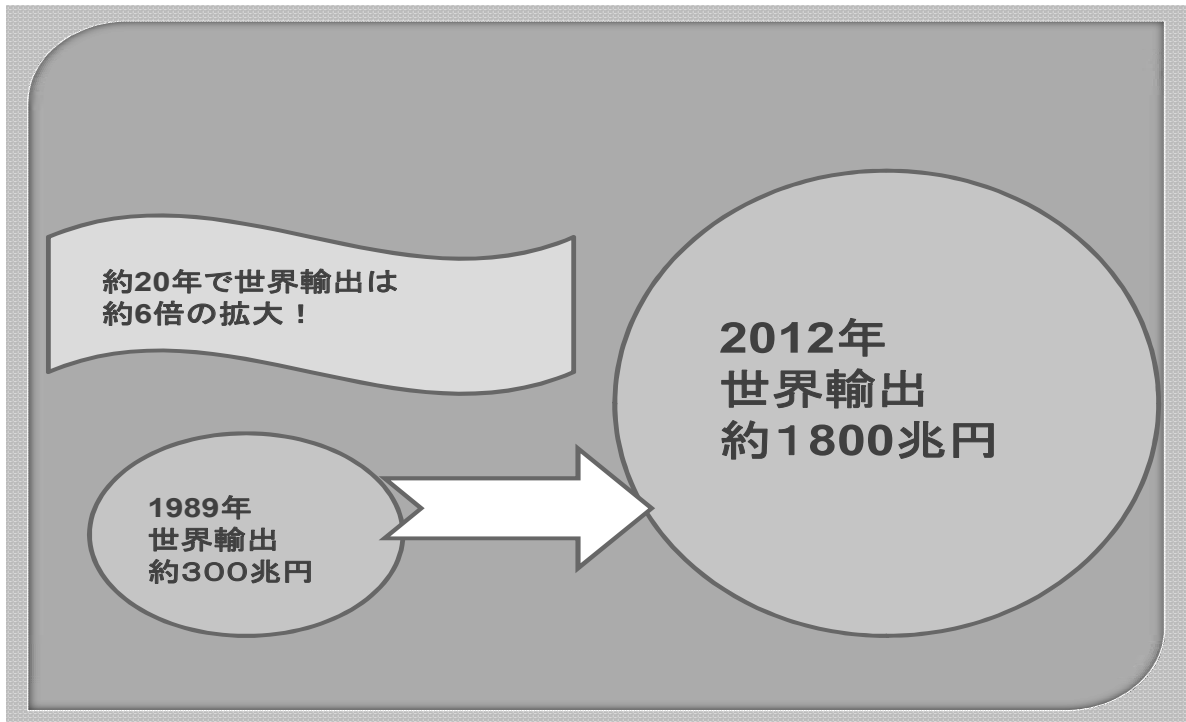 約20年で世界輸出は
約6倍の拡大！
2012年
世界輸出
約１800兆円
1989年
世界輸出
約３００兆円